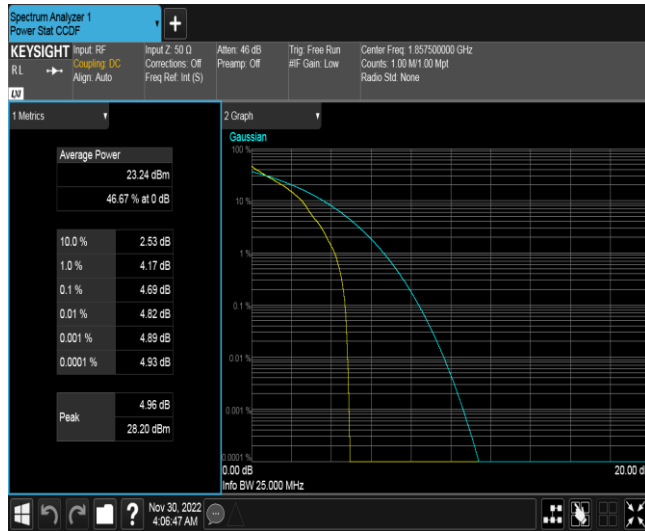 Spectrum Analyzer 1
Power Stat CCDF
+
KEYSIGHT
RL
LXI
Input: RF
Coupling: DC
Align: Auto
Input Z: 50 Ω
Corrections: Off
Freq Ref: Int (S)
Atten: 46 dB
Preamp: Off
Trig: Free Run
#IF Gain: Low
Center Freq: 1.857500000 GHz
Counts: 1.00 M/1.00 Mpt
Radio Std: None
1 Metrics
Average Power
23.24 dBm
46.67 % at 0 dB
10.0 % 2.53 dB
1.0 % 4.17 dB
0.1 % 4.69 dB
0.01 % 4.82 dB
0.001 % 4.89 dB
0.0001 % 4.93 dB
Peak
4.96 dB
28.20 dBm
2 Graph
Gaussian
100 %
10 %
1 %
0.1 %
0.01 %
0.001 %
0.0001 %
0.00 dB 20.00 d
Info BW 25.000 MHz
?
Nov 30, 2022
4:06:47 AM